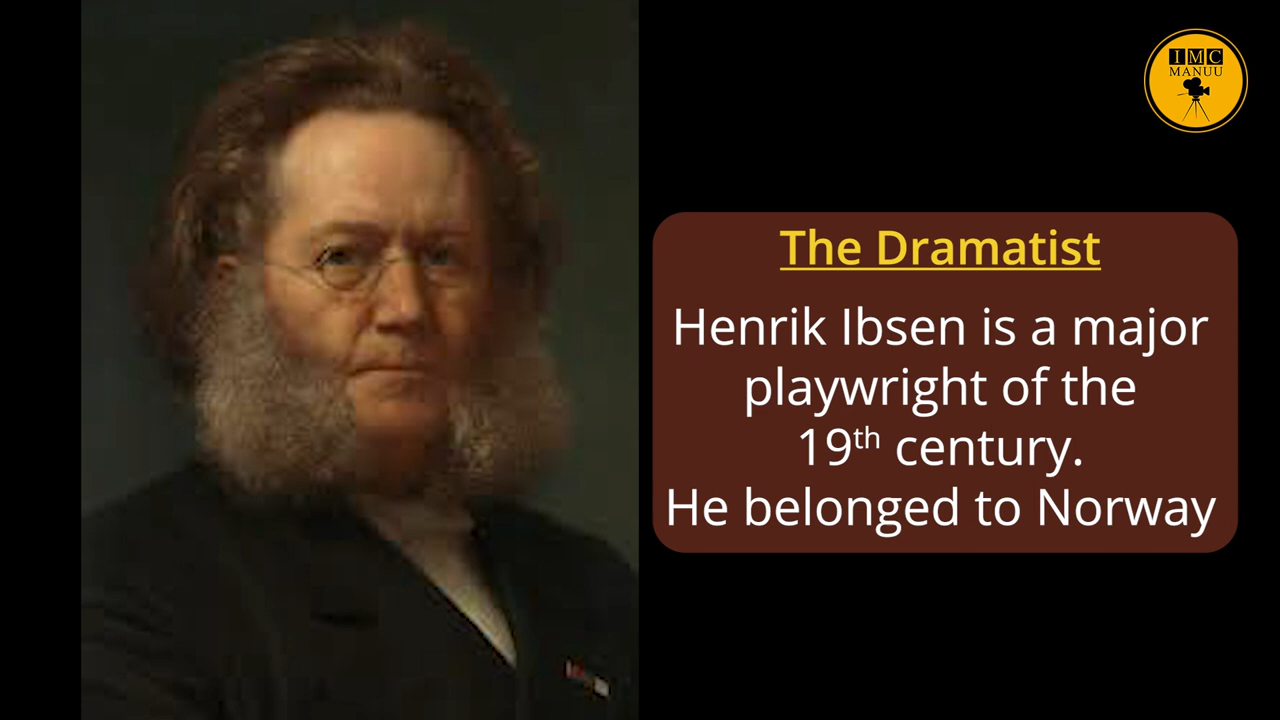 IMC
MANUU
The Dramatist
Henrik Ibsen is a major
playwright of the
19th century.
He belonged to Norway